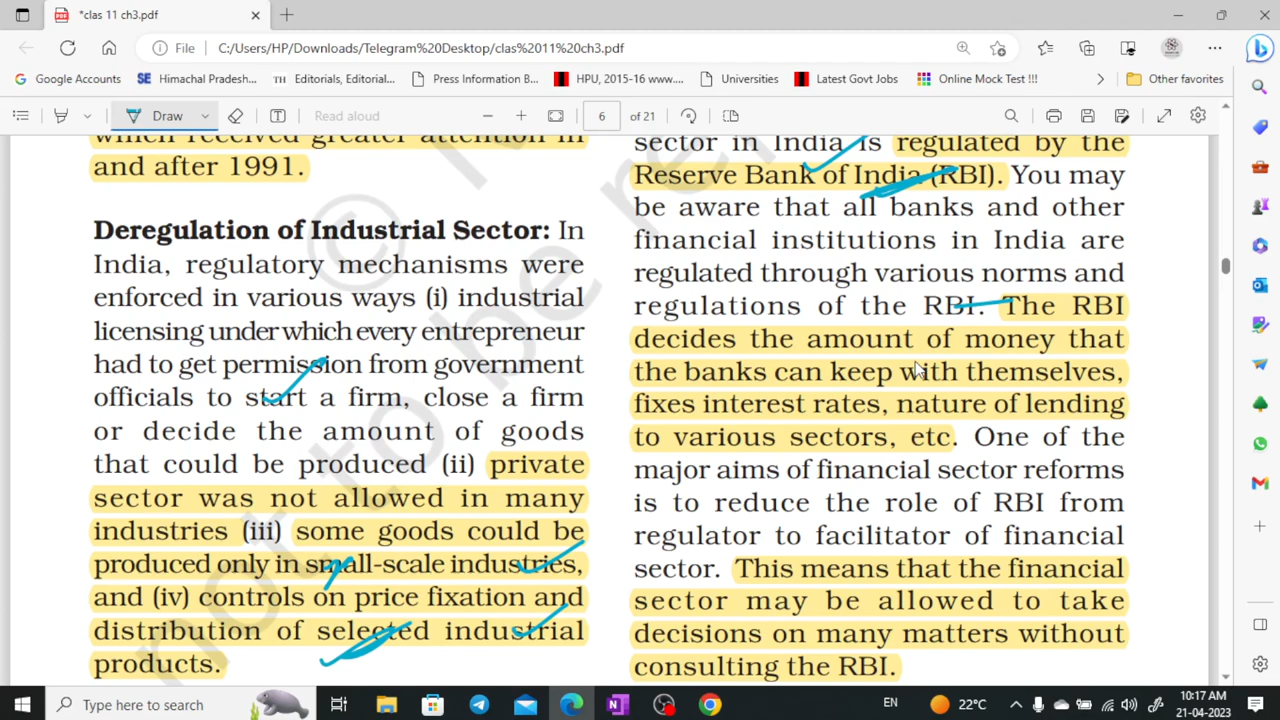 *clas 11 ch3.pdf
File C:/Users/HP/Downloads/Telegram%20Desktop/clas%2011%20ch3.pdf
Google Accounts
Himachal Pradesh...
Editorials, Editorial...
Press Information B...
HPU, 2015-16 www....
Universities
Latest Govt Jobs
Online Mock Test !!!
Other favorites
Draw
Read aloud
6 of 21
which received greater attention in
and after 1991.
Deregulation of Industrial Sector: In
India, regulatory mechanisms were
enforced in various ways (i) industrial
licensing under which every entrepreneur
had to get permission from government
officials to start a firm, close a firm
or decide the amount of goods
that could be produced (ii) private
sector was not allowed in many
industries (iii) some goods could be
produced only in small-scale industries,
and (iv) controls on price fixation and
distribution of selected industrial
products.
sector in India is regulated by the
Reserve Bank of India (RBI). You may
be aware that all banks and other
financial institutions in India are
regulated through various norms and
regulations of the RBI. The RBI
decides the amount of money that
the banks can keep with themselves,
fixes interest rates, nature of lending
to various sectors, etc. One of the
major aims of financial sector reforms
is to reduce the role of RBI from
regulator to facilitator of financial
sector. This means that the financial
sector may be allowed to take
decisions on many matters without
consulting the RBI.
not to be re
Type here to search
22°C
EN
10:17 AM
21-04-2023